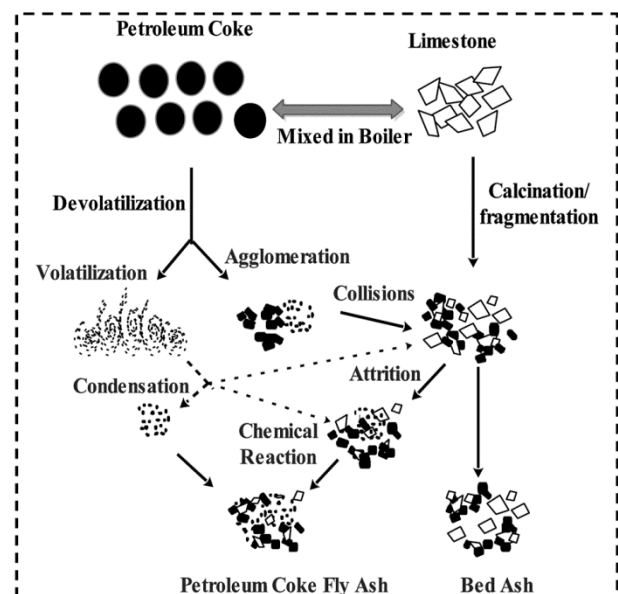 Petroleum Coke
Limestone
Mixed in Boiler
Devolatilization
Calcination/
fragmentation
Volatilization
Agglomeration
Collisions
Condensation
Attrition
Chemical
Reaction
Petroleum Coke Fly Ash
Bed Ash